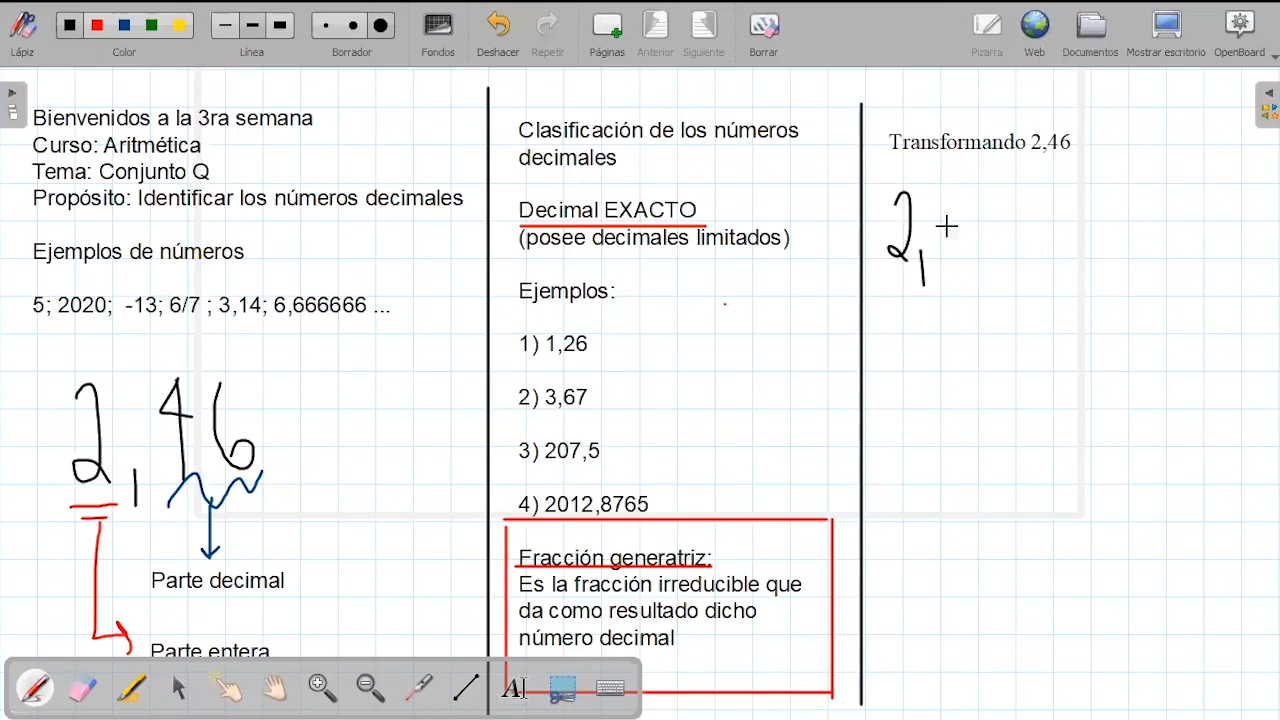 Lápiz
Color
Línea
Borrador
Fondos
Deshacer
Repetir
Páginas
Anterior
Siguiente
Borrar
Pizarra
Web
Documentos
Mostrar escritorio
OpenBoard
Bienvenidos a la 3ra semana
Curso: Aritmética
Tema: Conjunto Q
Propósito: Identificar los números decimales
Ejemplos de números
5; 2020; -13; 6/7 ; 3,14; 6,666666 ...
2,46
Parte decimal
Parte entera
Clasificación de los números
decimales
Decimal EXACTO
(posee decimales limitados)
Ejemplos:
1) 1,26
2) 3,67
3) 207,5
4) 2012,8765
Fracción generatriz:
Es la fracción irreducible que
da como resultado dicho
número decimal
Transformando 2,46
2,